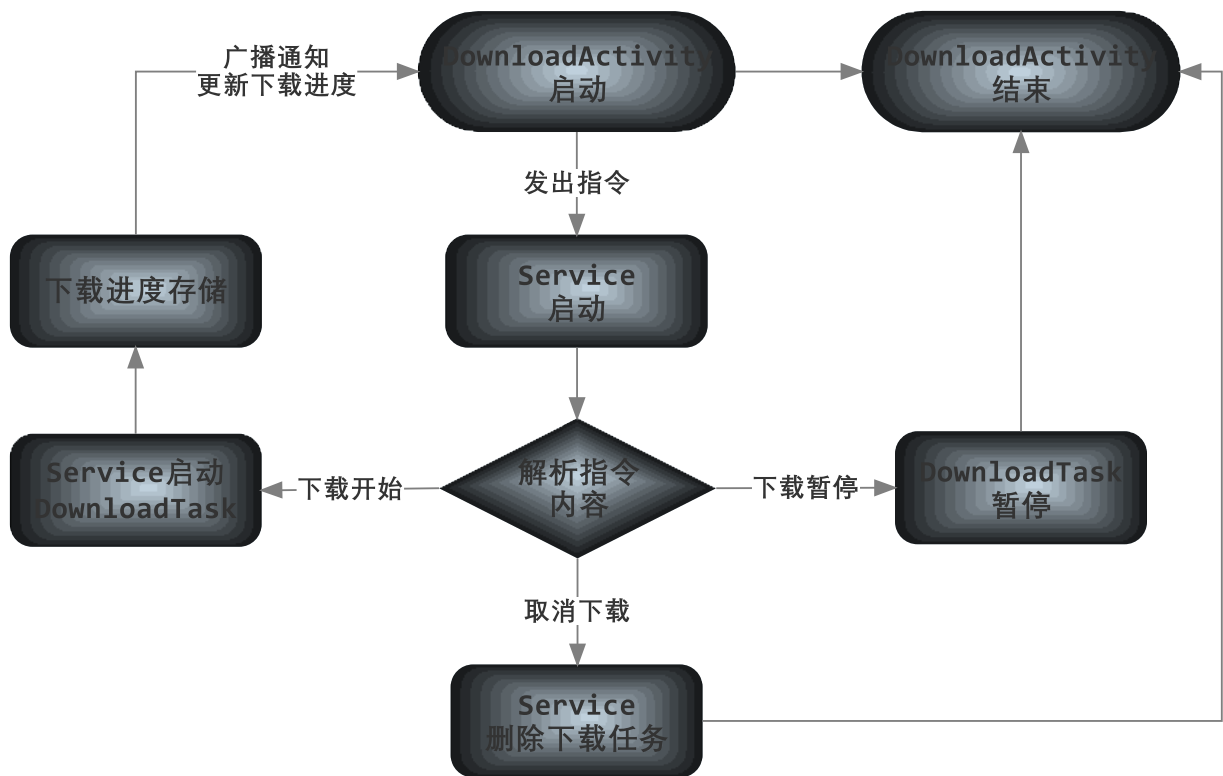 广播通知
更新下载进度
DownloadActivity
启动
DownloadActivity
结束
发出指令
下载进度存储
Service
启动
Service启动
DownloadTask
下载开始
解析指令
内容
下载暂停
DownloadTask
暂停
取消下载
Service
删除下载任务